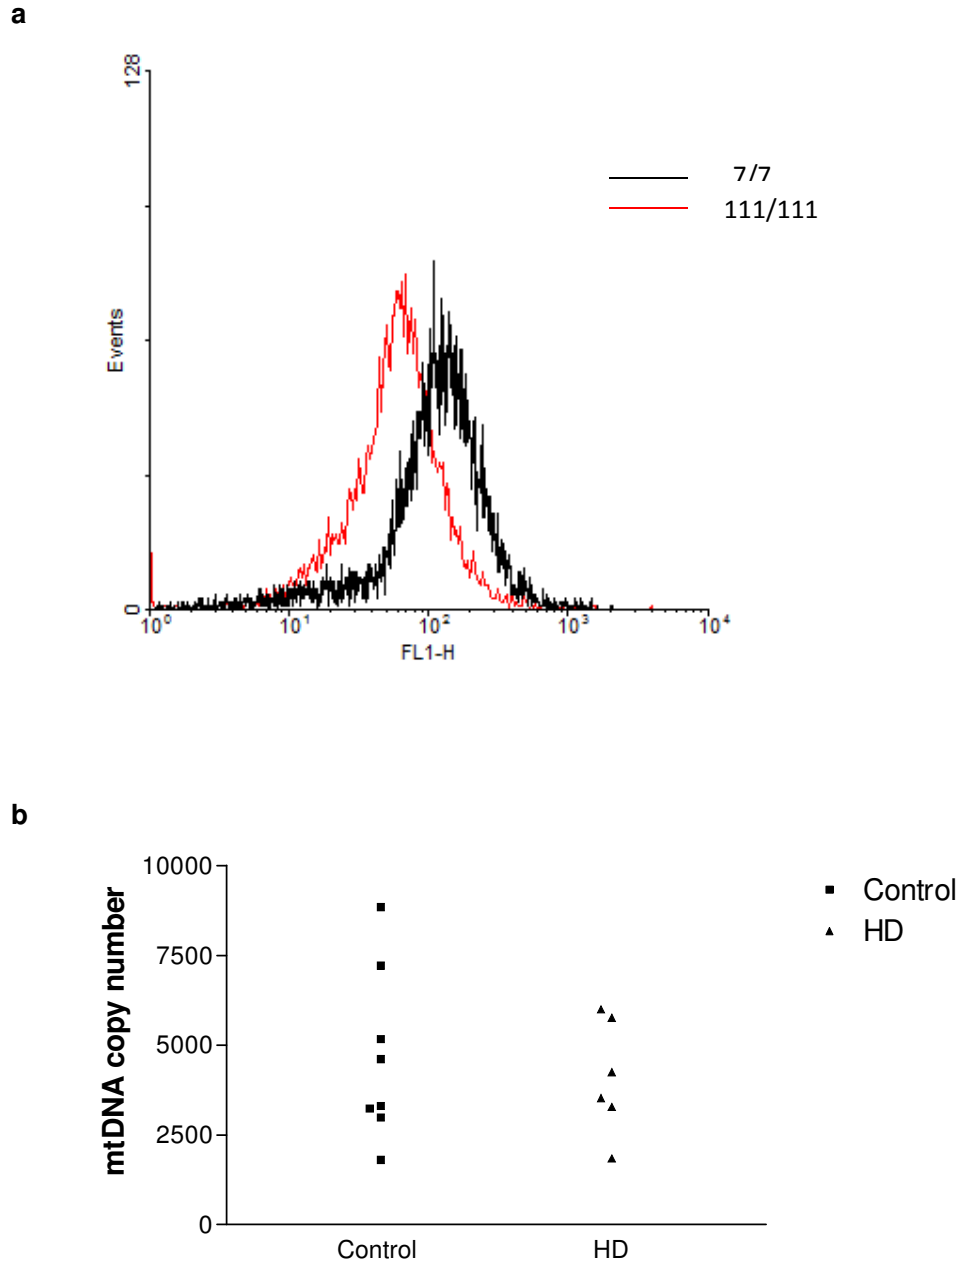 a
128
Events
0
10⁰ 10¹ 10² 10³ 10⁴
FL1-H
7/7
111/111
b
mtDNA copy number
10000
7500
5000
2500
0
Control HD
Control
HD